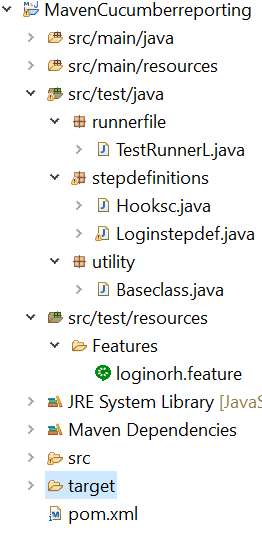 MavenCucumberreporting
src/main/java
src/main/resources
src/test/java
runnerfile
TestRunnerL.java
stepdefinitions
Hooksc.java
Loginstepdef.java
utility
Baseclass.java
src/test/resources
Features
loginorh.feature
JRE System Library [JavaS
Maven Dependencies
src
target
pom.xml